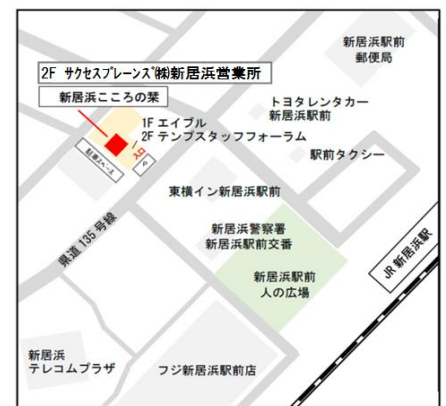 新居浜駅前
郵便局
2F サクセスブレーンズ㈱新居浜営業所
新居浜こころの栞
トヨタレンタカー
新居浜駅前
1F エイブル
2F テンプスタッフフォーラム
入口
P
駐車スペース
駅前タクシー
東横イン新居浜駅前
県道135号線
新居浜警察署
新居浜駅前交番
JR 新居浜駅
新居浜駅前
人の広場
新居浜
テレコムプラザ
フジ新居浜駅前店